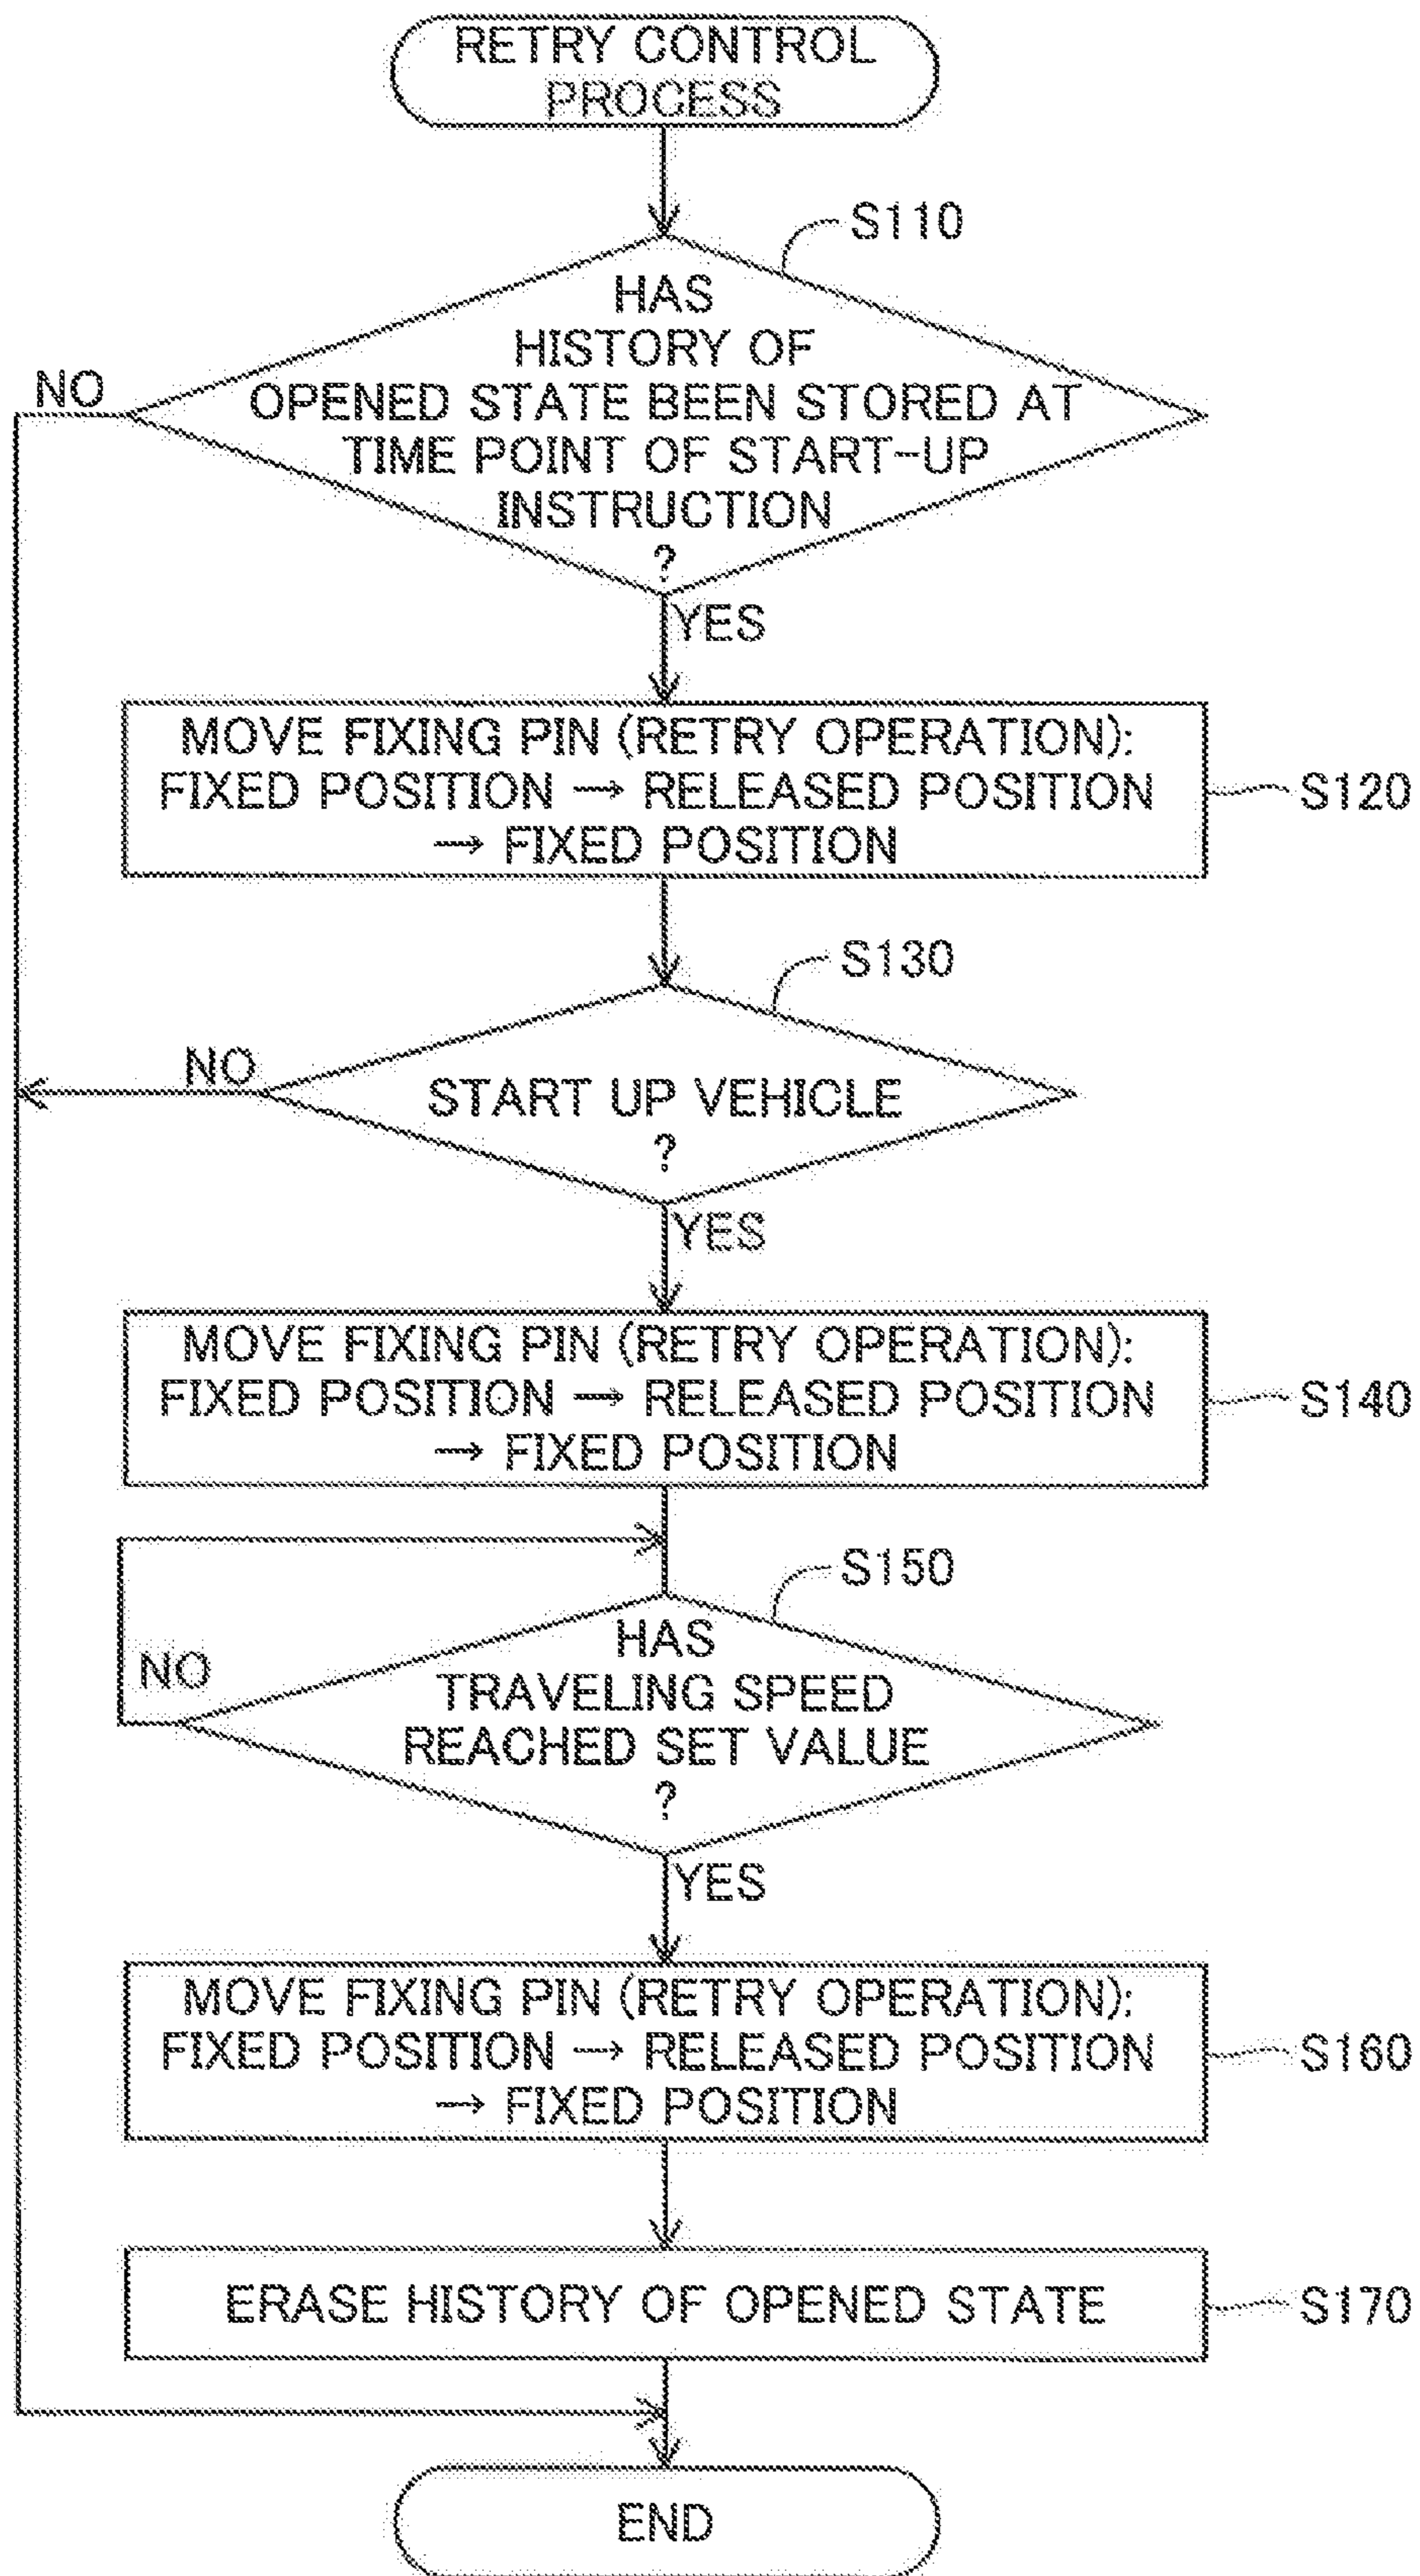 RETRY CONTROL
PROCESS
S110
HAS
HISTORY OF
NO
OPENED STATE BEEN STORED AT
TIME POINT OF START-UP
INSTRUCTION
?
YES
MOVE FIXING PIN (RETRY OPERATION):
FIXED POSITION → RELEASED POSITION
S120
→ FIXED POSITION
S130
NO
START UP VEHICLE
?
YES
MOVE FIXING PIN (RETRY OPERATION):
FIXED POSITION → RELEASED POSITION
S140
→ FIXED POSITION
S150
HAS
NO
TRAVELING SPEED
REACHED SET VALUE
?
YES
MOVE FIXING PIN (RETRY OPERATION):
FIXED POSITION → RELEASED POSITION
S160
→ FIXED POSITION
ERASE HISTORY OF OPENED STATE
S170
END